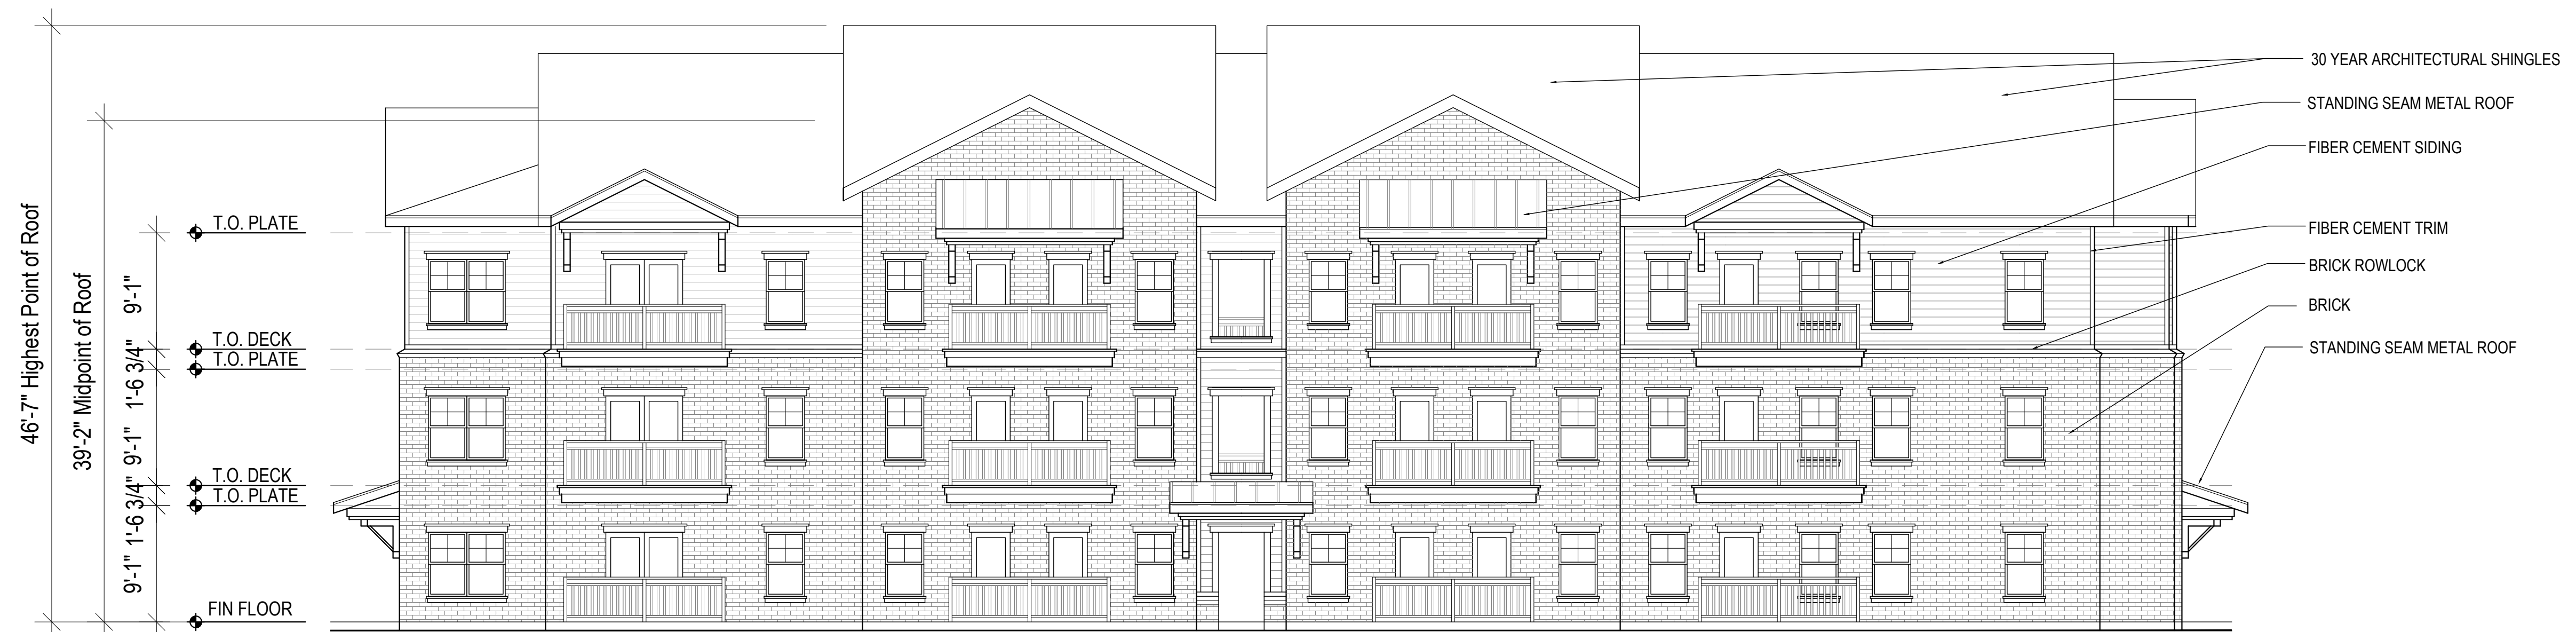 46'-7" Highest Point of Roof
39'-2" Midpoint of Roof
9'-1"
1'-6 3/4"
9'-1"
1'-6 3/4"
9'-1"
T.O. PLATE
T.O. DECK
T.O. PLATE
T.O. DECK
T.O. PLATE
FIN FLOOR
30 YEAR ARCHITECTURAL SHINGLES
STANDING SEAM METAL ROOF
FIBER CEMENT SIDING
FIBER CEMENT TRIM
BRICK ROWLOCK
BRICK
STANDING SEAM METAL ROOF